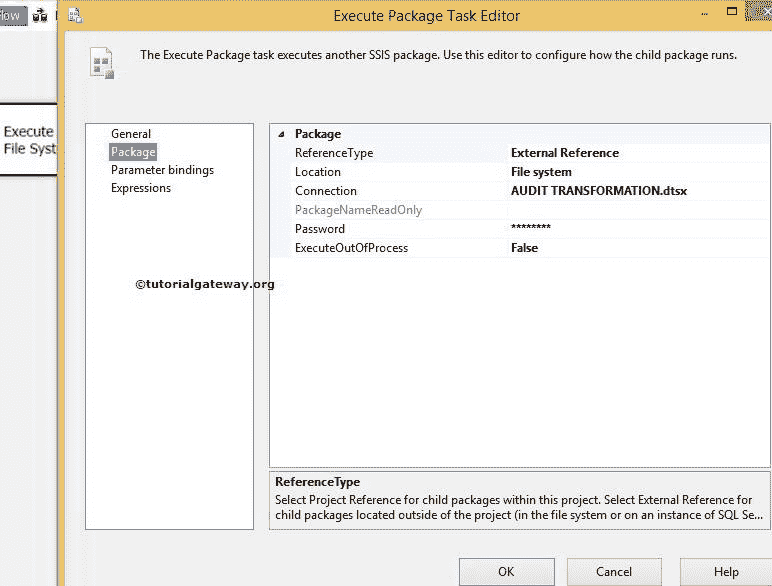 low
Execute Package Task Editor
The Execute Package task executes another SSIS package. Use this editor to configure how the child package runs.
Execute
File Syst
General
Package
Parameter bindings
Expressions
Package
ReferenceType External Reference
Location File system
Connection AUDIT TRANSFORMATION.dtsx
PackageNameReadOnly
Password ********
ExecuteOutOfProcess False
©tutorialgateway.org
ReferenceType
Select Project Reference for child packages within this project. Select External Reference for
child packages located outside of the project (in the file system or on an instance of SQL Se...
OK Cancel Help